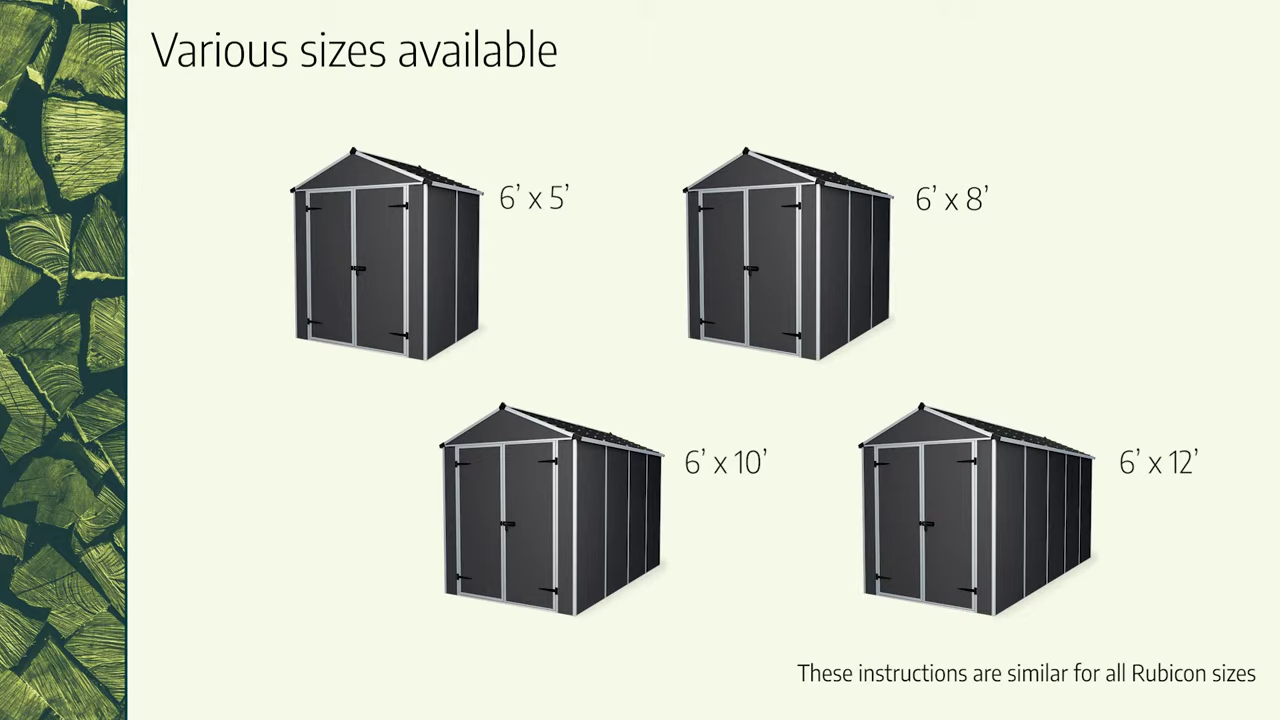 Various sizes available
6’ x 5’
6’ x 8’
6’ x 10’
6’ x 12’
These instructions are similar for all Rubicon sizes